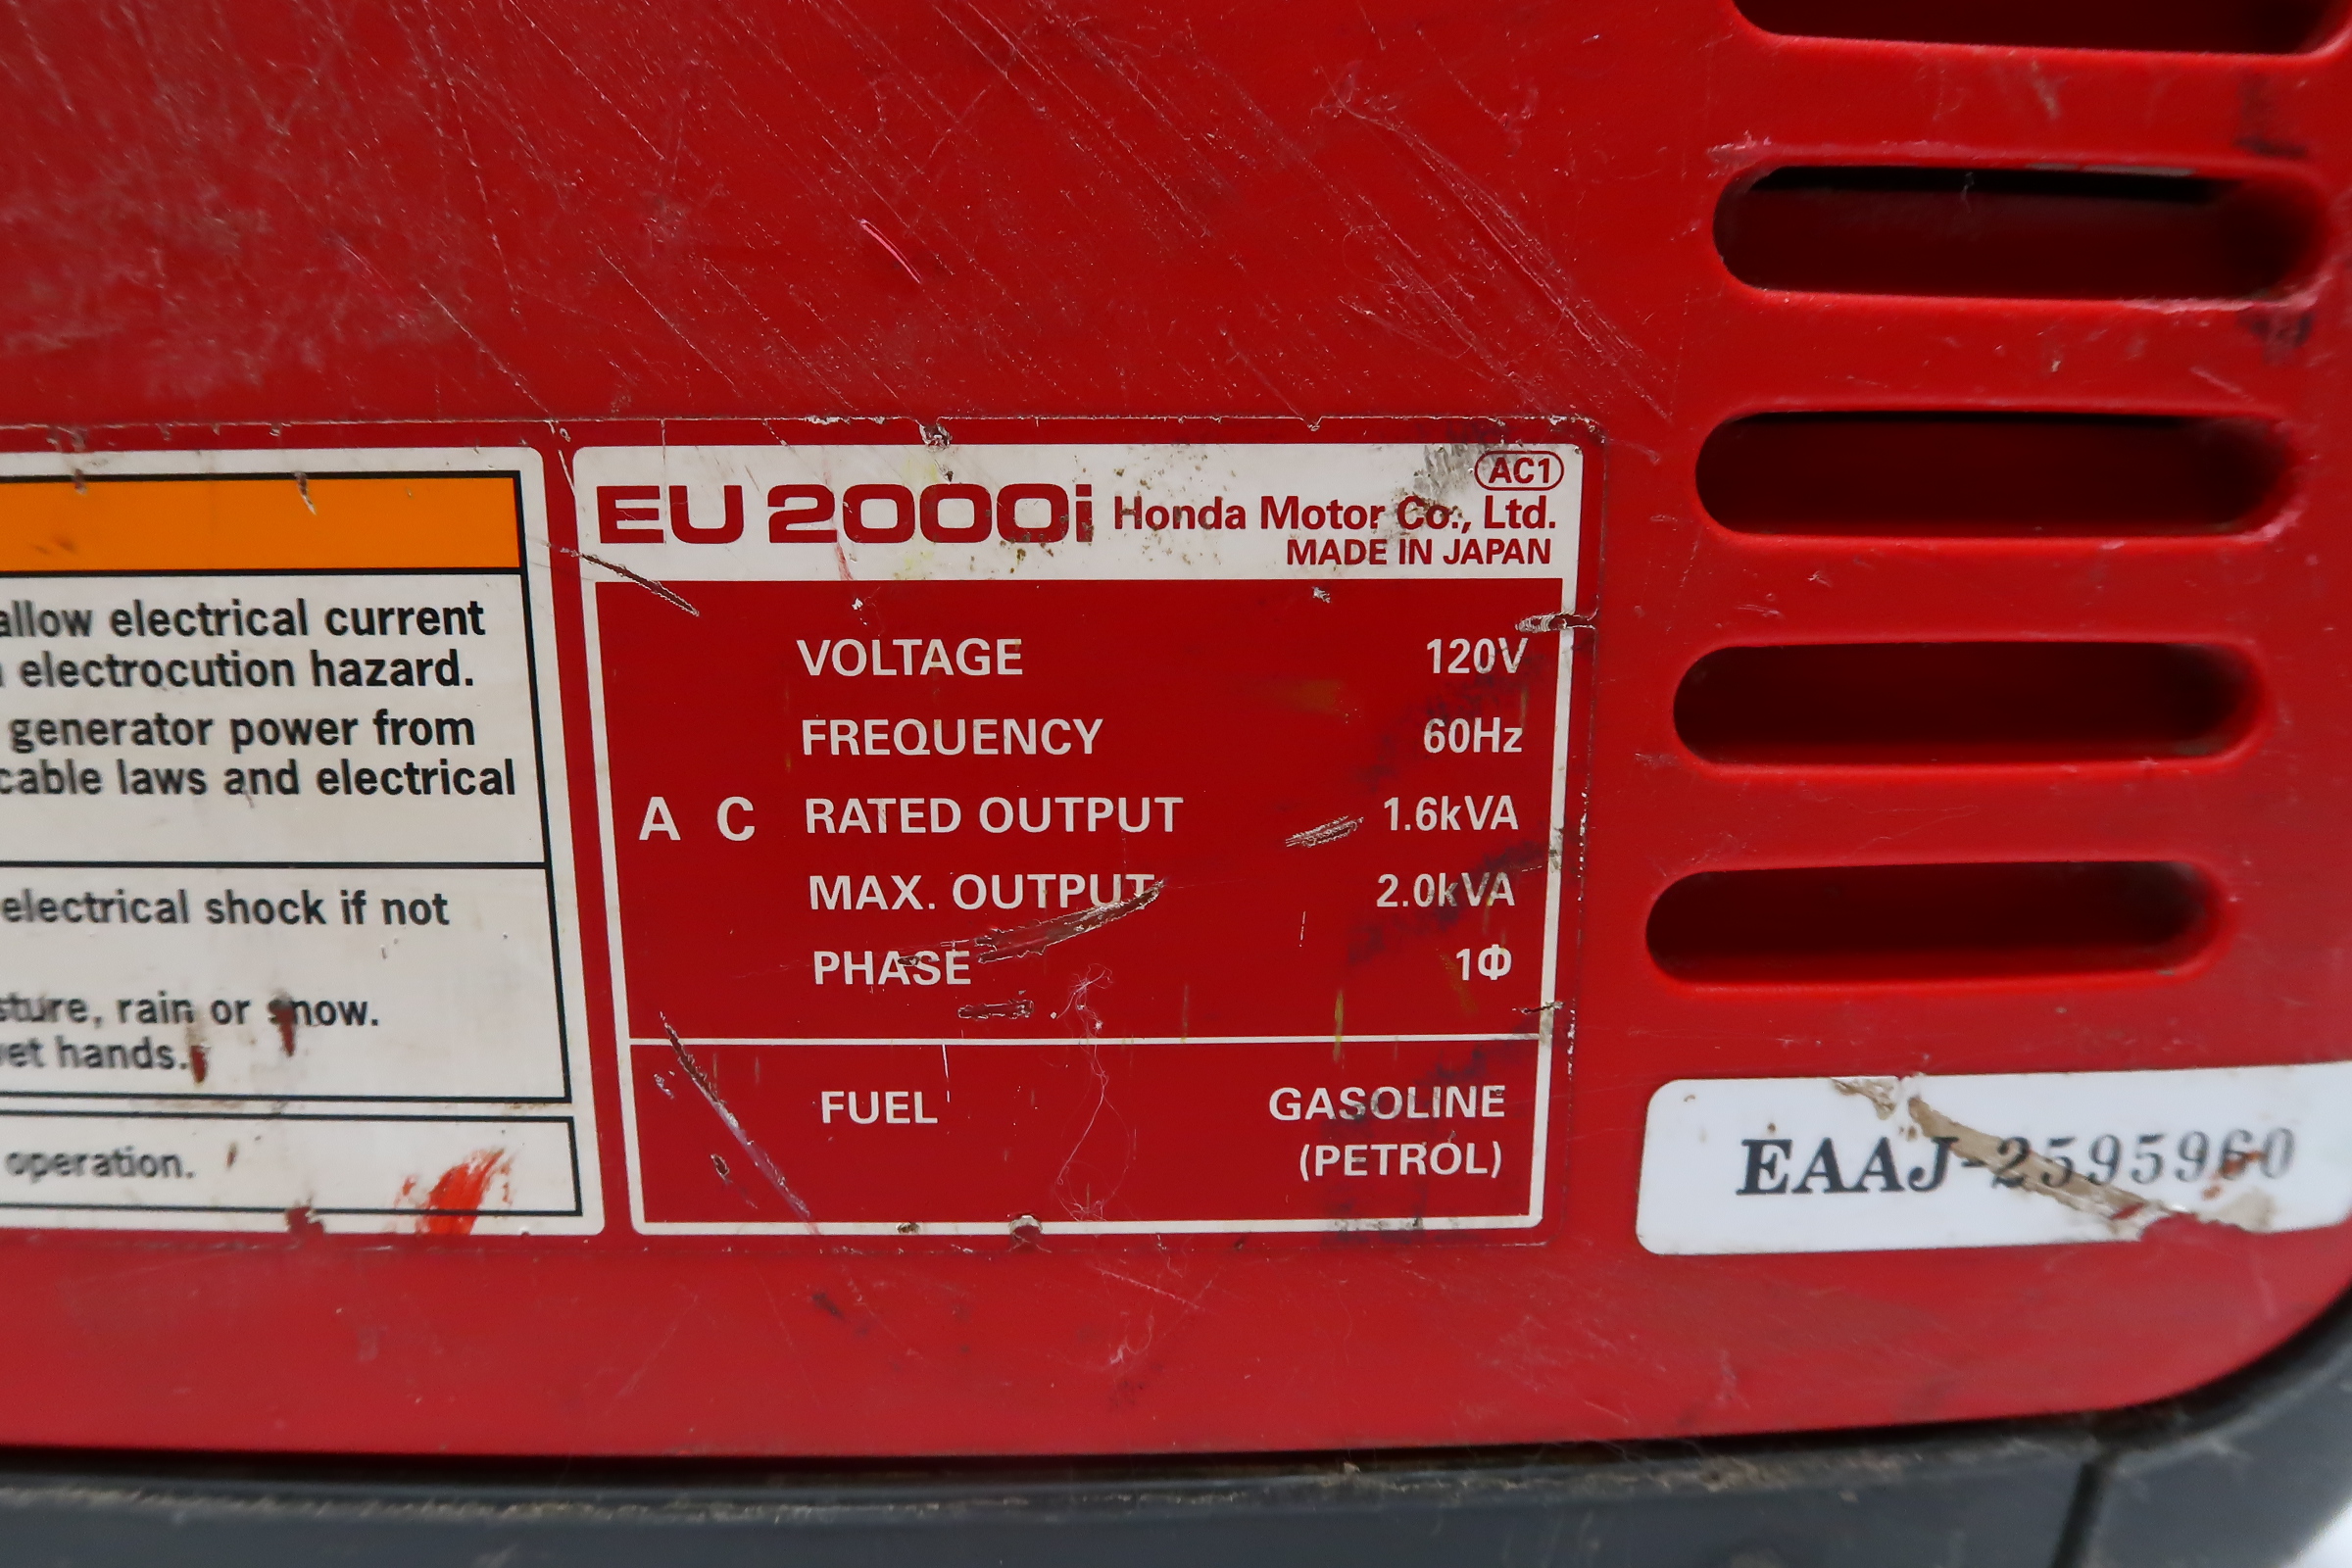 allow electrical current
electrocution hazard.
generator power from
cable laws and electrical
electrical shock if not
sture, rain or snow.
wet hands.
operation.
EU 2000i Honda Motor Co., Ltd.
AC1
MADE IN JAPAN
VOLTAGE 120V
FREQUENCY 60Hz
A C RATED OUTPUT 1.6kVA
MAX. OUTPUT 2.0kVA
PHASE 1Φ
FUEL GASOLINE
(PETROL)
EAAJ-2595960